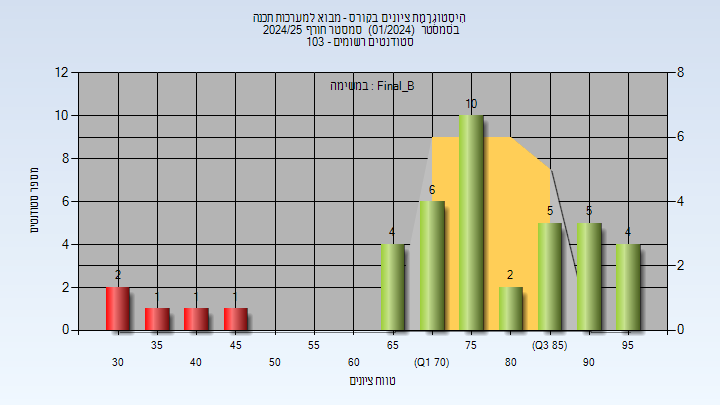 היסטוגרמת ציונים בקורס - מבוא למערכות תכנה
בסמסטר (01/2024) סמסטר חורף 2024/25
סטודנטים רשומים - 103
במשימה : Final_B
12 10 8 6 4 2 0
8 6 4 2 0
מספר סטודנטים
2 1 1 1 4 6 10 2 5 5 4
35 45 55 65 75 (Q3 85) 95
30 40 50 60 (Q1 70) 80 90
טווח ציונים